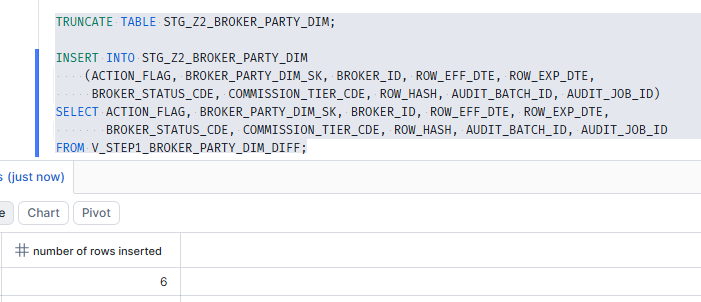 TRUNCATE TABLE STG_Z2_BROKER_PARTY_DIM;
INSERT INTO STG_Z2_BROKER_PARTY_DIM
(ACTION_FLAG, BROKER_PARTY_DIM_SK, BROKER_ID, ROW_EFF_DTE, ROW_EXP_DTE,
BROKER_STATUS_CDE, COMMISSION_TIER_CDE, ROW_HASH, AUDIT_BATCH_ID, AUDIT_JOB_ID)
SELECT ACTION_FLAG, BROKER_PARTY_DIM_SK, BROKER_ID, ROW_EFF_DTE, ROW_EXP_DTE,
BROKER_STATUS_CDE, COMMISSION_TIER_CDE, ROW_HASH, AUDIT_BATCH_ID, AUDIT_JOB_ID
FROM V_STEP1_BROKER_PARTY_DIM_DIFF;
s (just now)
e Chart Pivot
# number of rows inserted
6